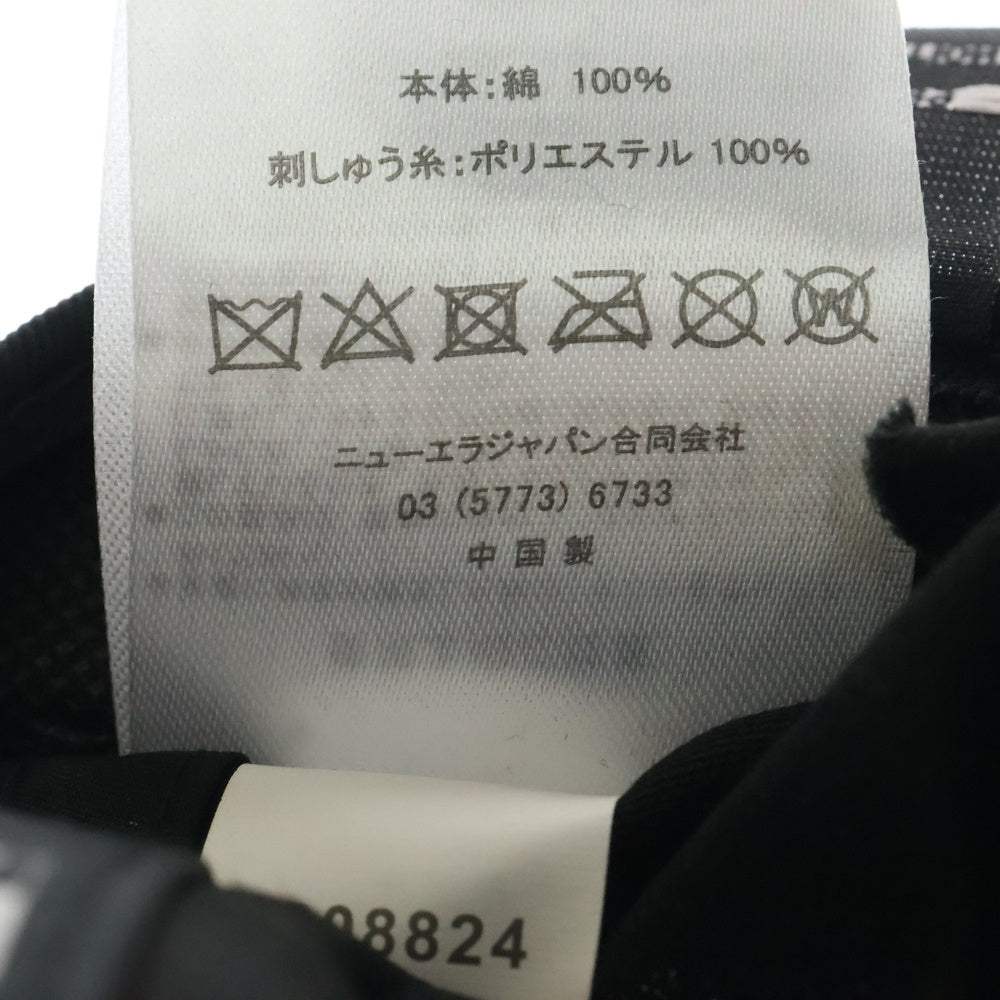 本体:綿 100%
刺しゅう糸:ポリエステル 100%
ニューエラジャパン合同会社
03 (5773) 6733
中国製
08824